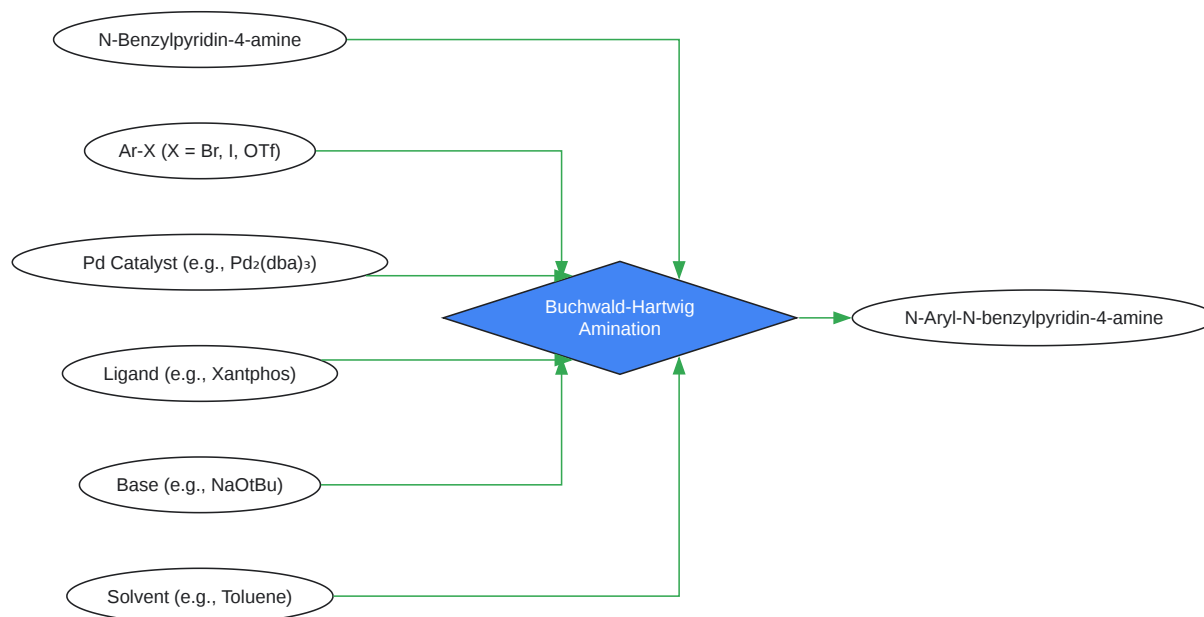 N-Benzylpyridin-4-amine
Ar-X (X = Br, I, OTf)
Pd Catalyst (e.g., Pd₂(dba)₃)
Buchwald-Hartwig
Amination
N-Aryl-N-benzylpyridin-4-amine
Ligand (e.g., Xantphos)
Base (e.g., NaOtBu)
Solvent (e.g., Toluene)